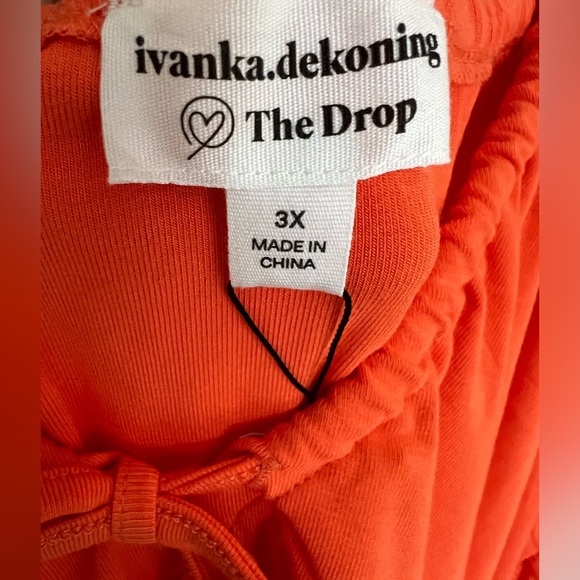 ivanka.dekoning
The Drop
3X
MADE IN
CHINA